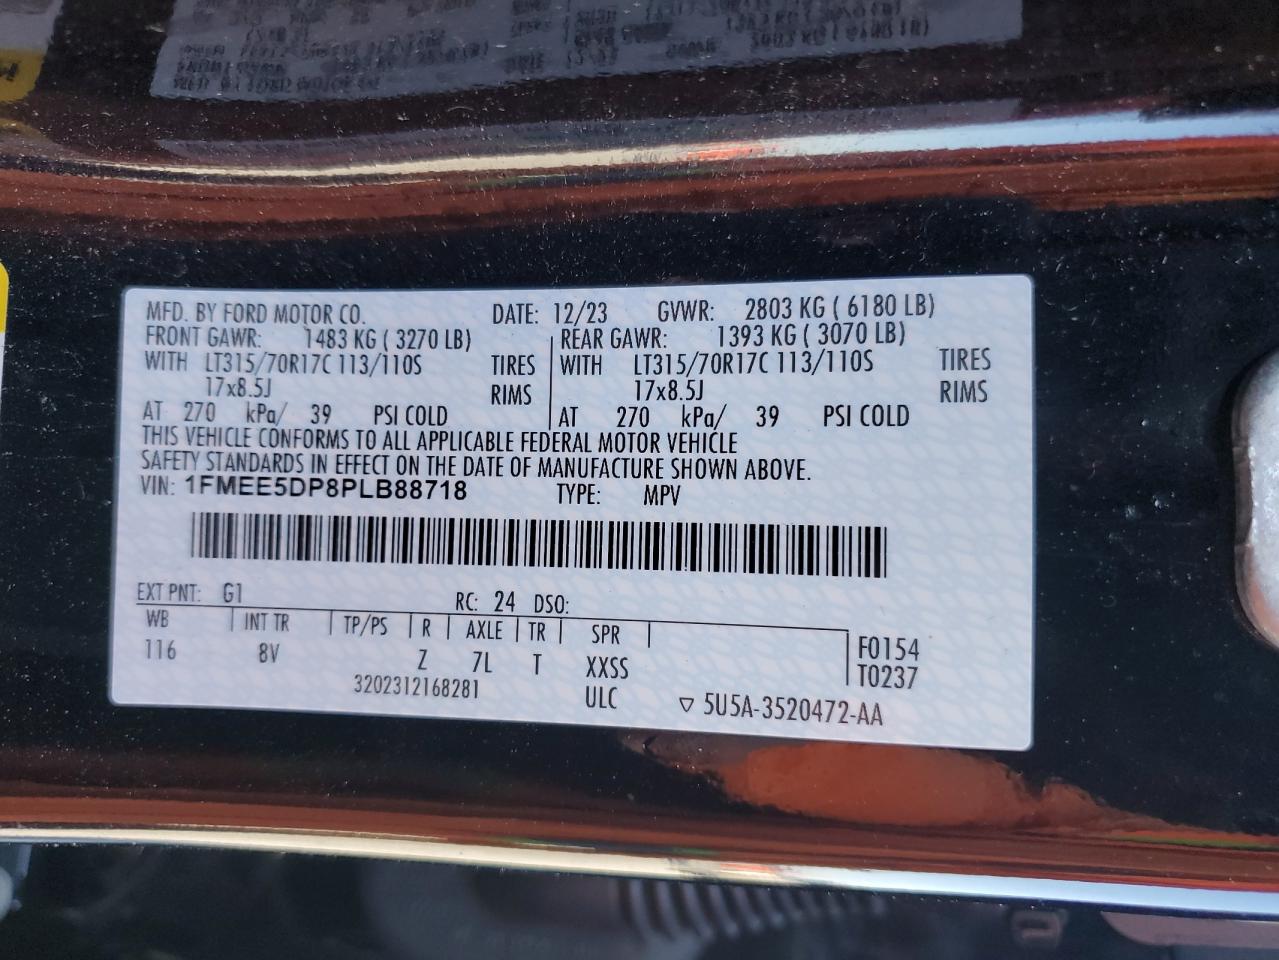 MFD. BY FORD MOTOR CO. DATE: 12/23 GVWR: 2803 KG ( 6180 LB)
FRONT GAWR: 1483 KG ( 3270 LB) REAR GAWR: 1393 KG ( 3070 LB)
WITH LT315/70R17C 113/110S TIRES WITH LT315/70R17C 113/110S TIRES
17x8.5J RIMS 17x8.5J RIMS
AT 270 kPa/ 39 PSI COLD AT 270 kPa/ 39 PSI COLD
THIS VEHICLE CONFORMS TO ALL APPLICABLE FEDERAL MOTOR VEHICLE
SAFETY STANDARDS IN EFFECT ON THE DATE OF MANUFACTURE SHOWN ABOVE.
VIN: 1FMEE5DP8PLB88718 TYPE: MPV
EXT PNT: G1 RC: 24 DSO:
WB INT TR TP/PS R AXLE TR SPR F0154
116 8V Z 7L T XXSS T0237
3202312168281 ULC ▽ 5U5A-3520472-AA